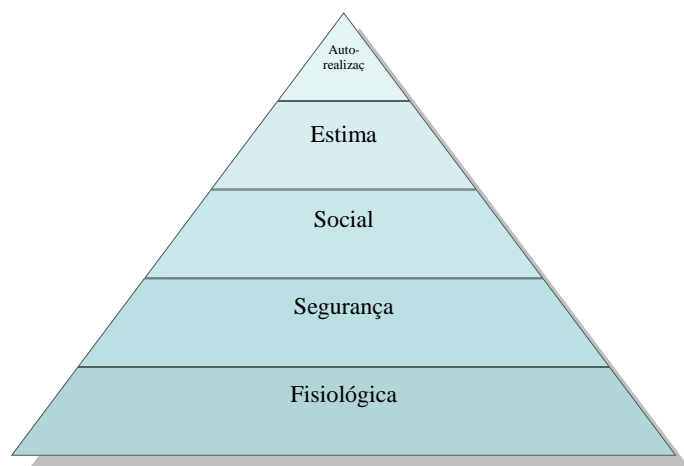 Auto-
realizaç
Estima
Social
Segurança
Fisiológica